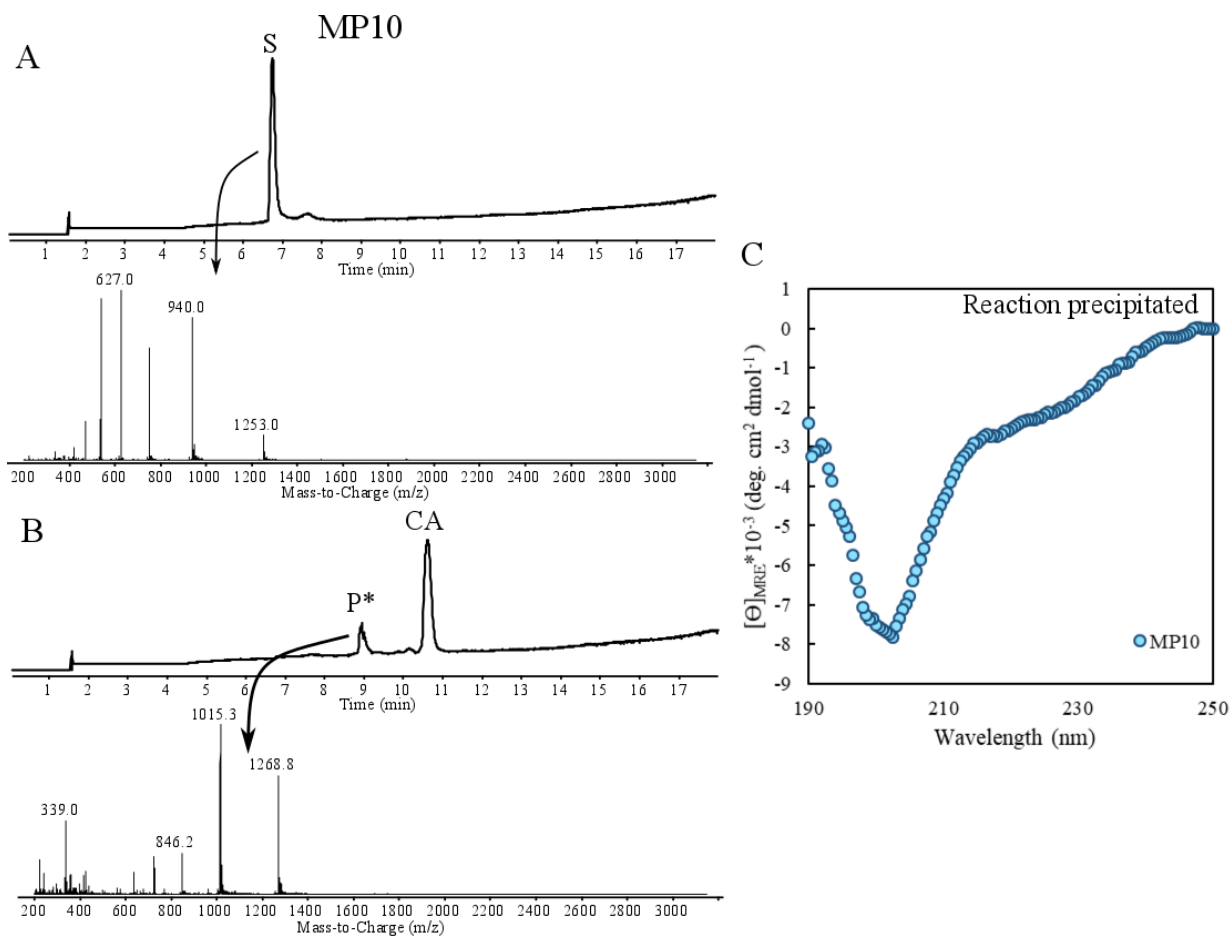 MP10
A
S
1 2 3 4 5 6 7 8 9 10 11 12 13 14 15 16 17
Time (min)
627.0
940.0
1253.0
200 400 600 800 1000 1200 1400 1600 1800 2000 2200 2400 2600 2800 3000
Mass-to-Charge (m/z)
B
CA
P*
1 2 3 4 5 6 7 8 9 10 11 12 13 14 15 16 17
Time (min)
1015.3
1268.8
339.0
846.2
200 400 600 800 1000 1200 1400 1600 1800 2000 2200 2400 2600 2800 3000
Mass-to-Charge (m/z)
C
Reaction precipitated
1
0
-1
-2
-3
-4
-5
-6
-7
-8
-9
[Θ]MRE*10⁻³ (deg. cm² dmol⁻¹)
MP10
190 210 230 250
Wavelength (nm)